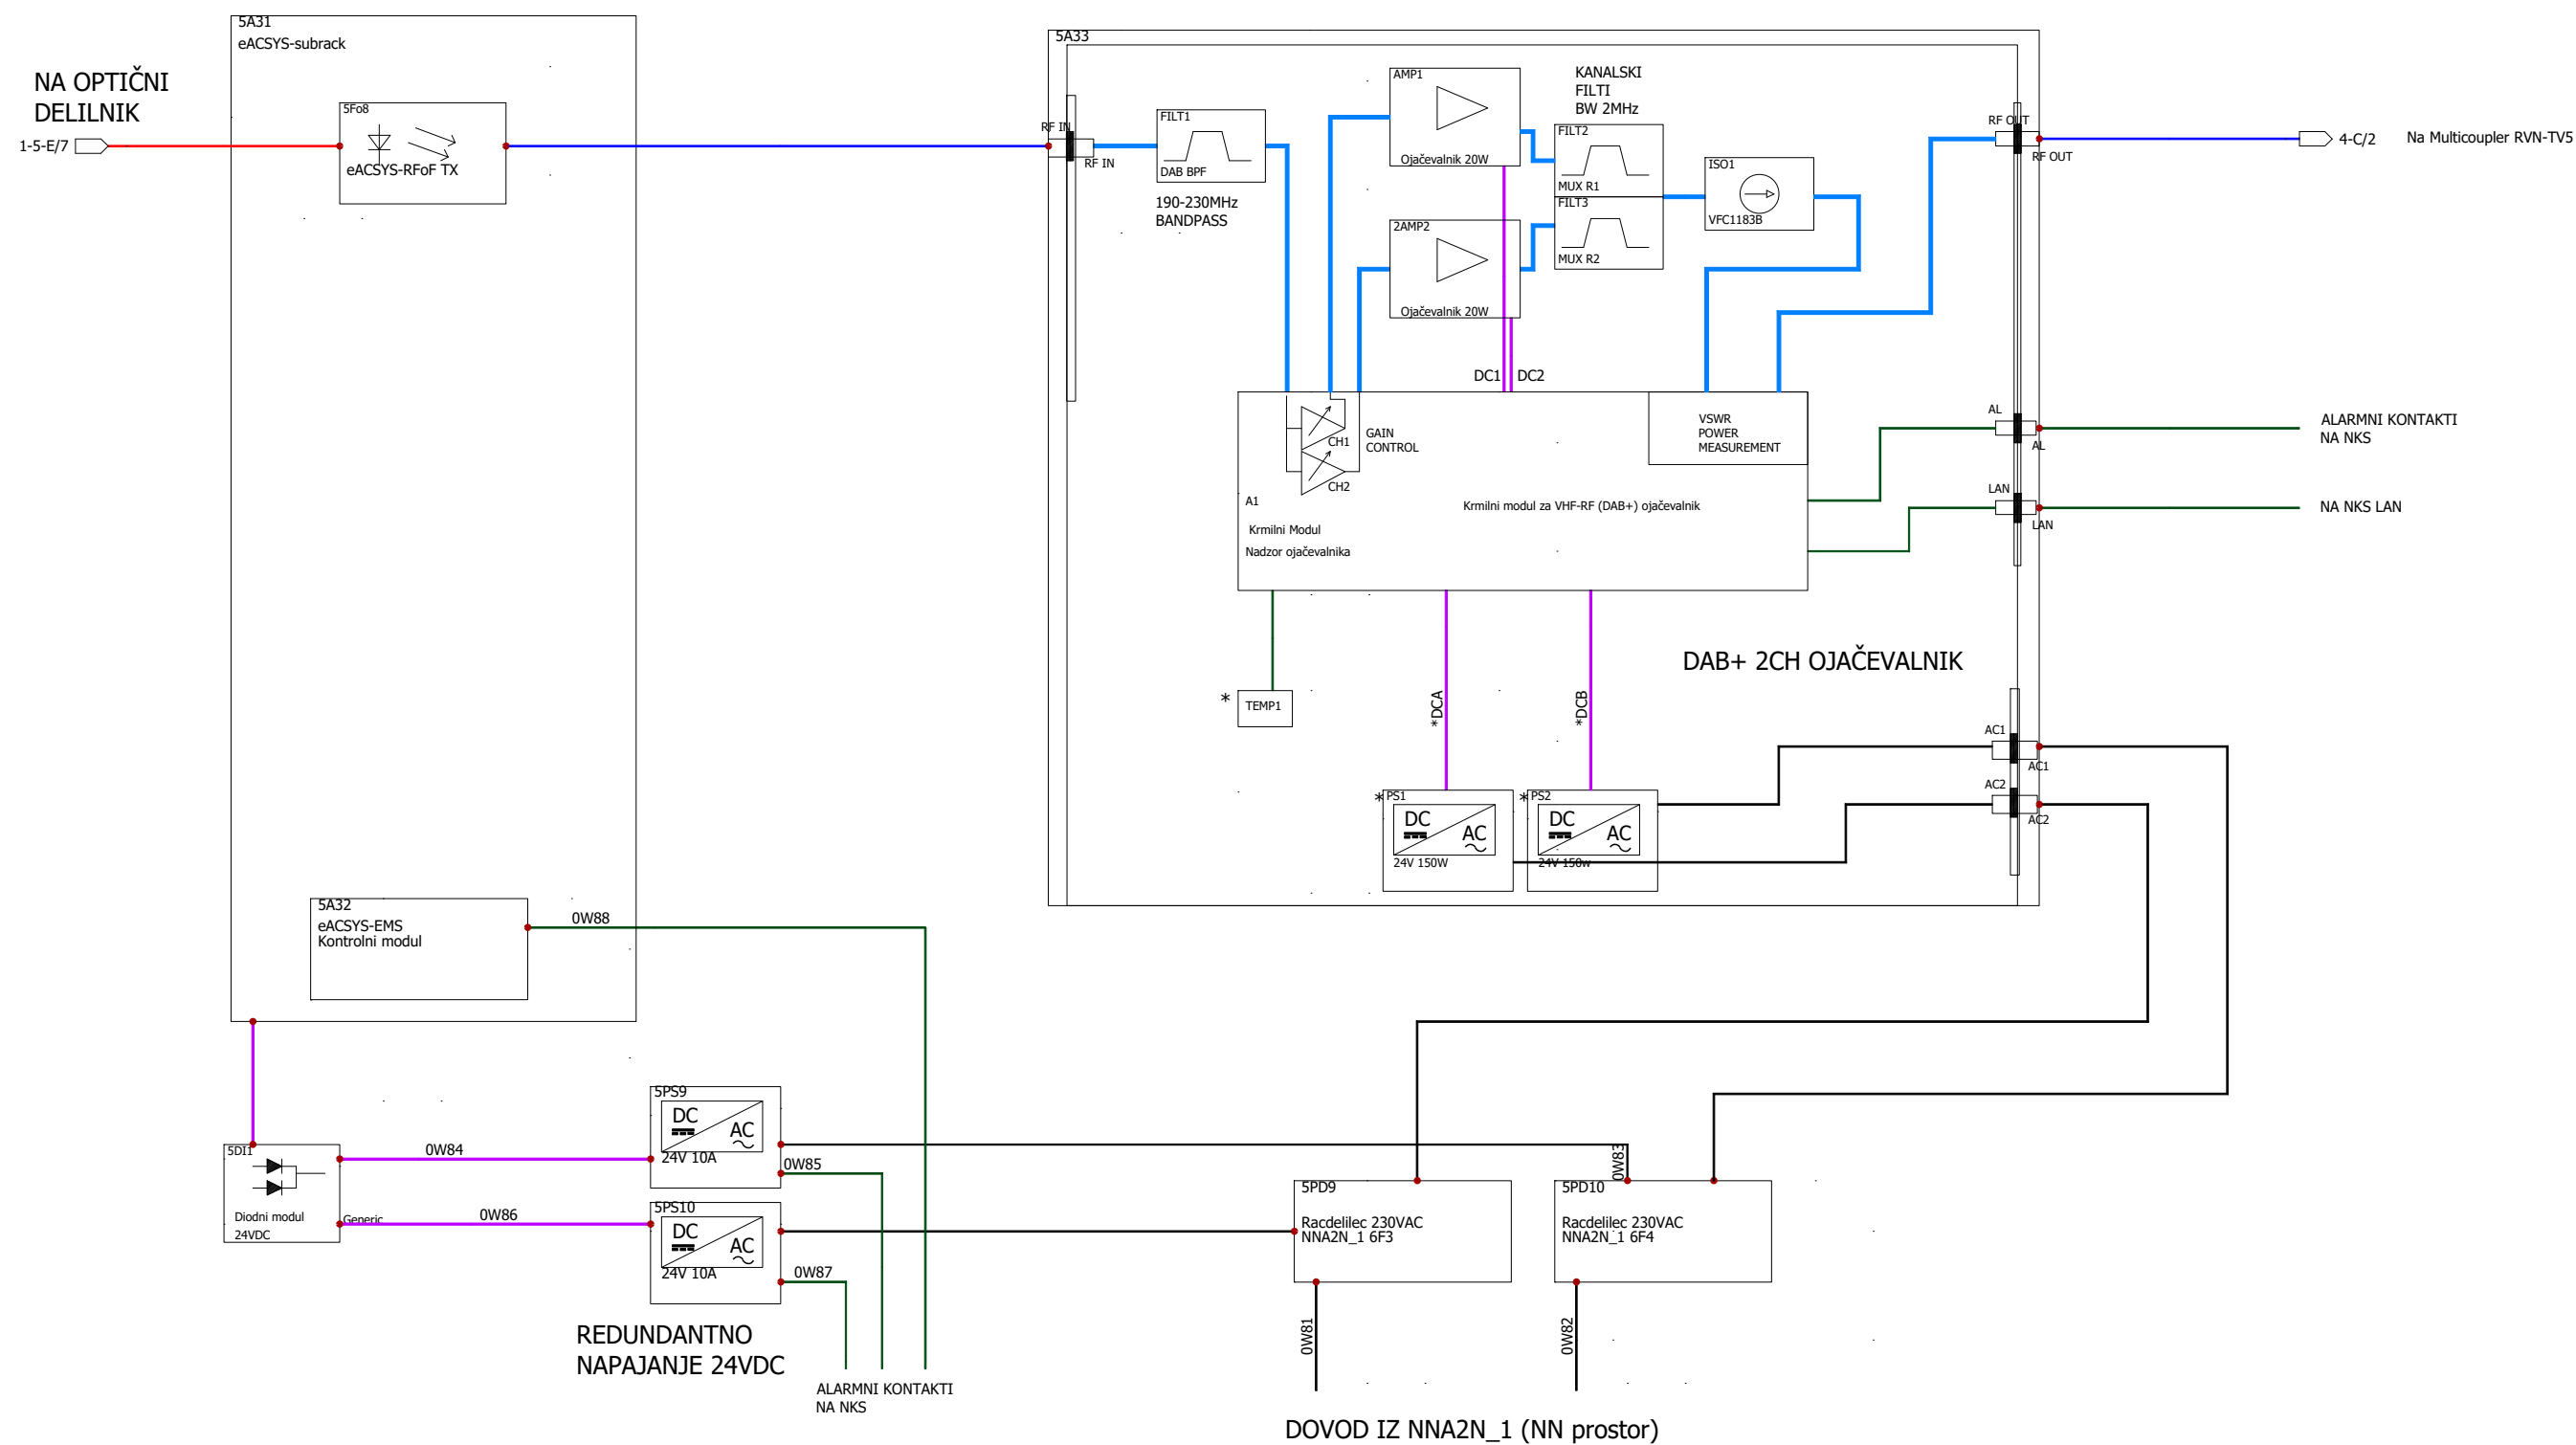 5A31
eACSYS-subrack
NA OPTIČNI
DELILNIK
1-5-E/7
5Fo8
eACSYS-RFoF TX
5A33
RF IN
RF IN
FILT1
DAB BPF
190-230MHz
BANDPASS
AMP1
Ojačevalnik 20W
2AMP2
Ojačevalnik 20W
KANALSKI
FILTI
BW 2MHz
FILT2
MUX R1
FILT3
MUX R2
ISO1
VFC1183B
RF OUT
RF OUT
4-C/2
Na Multicoupler RVN-TV5
DC1
DC2
CH1
CH2
GAIN
CONTROL
VSWR
POWER
MEASUREMENT
A1
Krmilni Modul
Nadzor ojačevalnika
Krmilni modul za VHF-RF (DAB+) ojačevalnik
AL
AL
ALARMNI KONTAKTI
NA NKS
LAN
LAN
NA NKS LAN
DAB+ 2CH OJAČEVALNIK
*
TEMP1
*DCA
*DCB
AC1
AC1
AC2
AC2
*PS1
DC
AC
24V 150W
*PS2
DC
AC
24V 150w
5A32
eACSYS-EMS
Kontrolni modul
0W88
5DI1
Diodni modul
24VDC
Generic
0W84
0W86
5PS9
DC
AC
24V 10A
0W85
5PS10
DC
AC
24V 10A
0W87
0W83
5PD9
Racdelilec 230VAC
NNA2N_1 6F3
5PD10
Racdelilec 230VAC
NNA2N_1 6F4
0W81
0W82
REDUNDANTNO
NAPAJANJE 24VDC
ALARMNI KONTAKTI
NA NKS
DOVOD IZ NNA2N_1 (NN prostor)